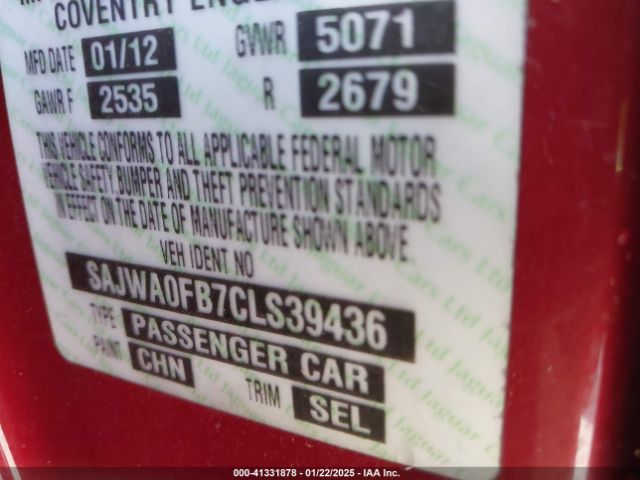 COVENTRY
MFD DATE 01/12 GVWR 5071
GAWR F 2535 R 2679
THIS VEHICLE CONFORMS TO ALL APPLICABLE FEDERAL MOTOR
VEHICLE SAFETY BUMPER AND THEFT PREVENTION STANDARDS
IN EFFECT ON THE DATE OF MANUFACTURE SHOWN ABOVE.
VEH IDENT NO
SAJWA0FB7CLS39436
TYPE PASSENGER CAR
PAINT CHN TRIM SEL
000-41331878 - 01/22/2025 - IAA Inc.